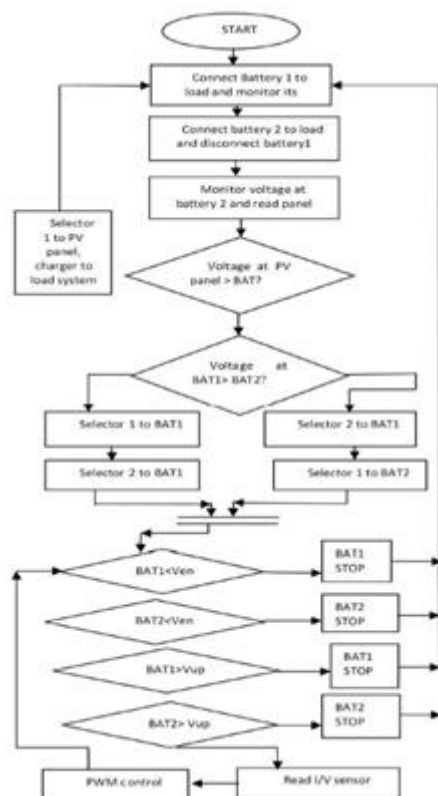 START
Connect Battery 1 to
load and monitor its
Connect battery 2 to load
and disconnect battery1
Monitor voltage at
battery 2 and read panel
Selector
1 to PV
panel,
charger to
load system
Voltage at PV
panel > BAT?
Voltage at
BAT1> BAT2?
Selector 1 to BAT1
Selector 2 to BAT1
Selector 2 to BAT1
Selector 1 to BAT2
BAT1<Ven
BAT1
STOP
BAT2<Ven
BAT2
STOP
BAT1>Vup
BAT1
STOP
BAT2> Vup
BAT2
STOP
PWM control
Read I/V sensor